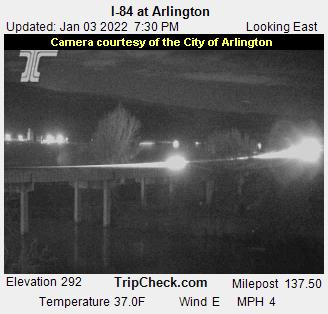 I-84 at Arlington
Updated: Jan 03 2022 7:30 PM Looking East
Camera courtesy of the City of Arlington
Elevation 292 TripCheck.com Milepost 137.50
Temperature 37.0F Wind E MPH 4